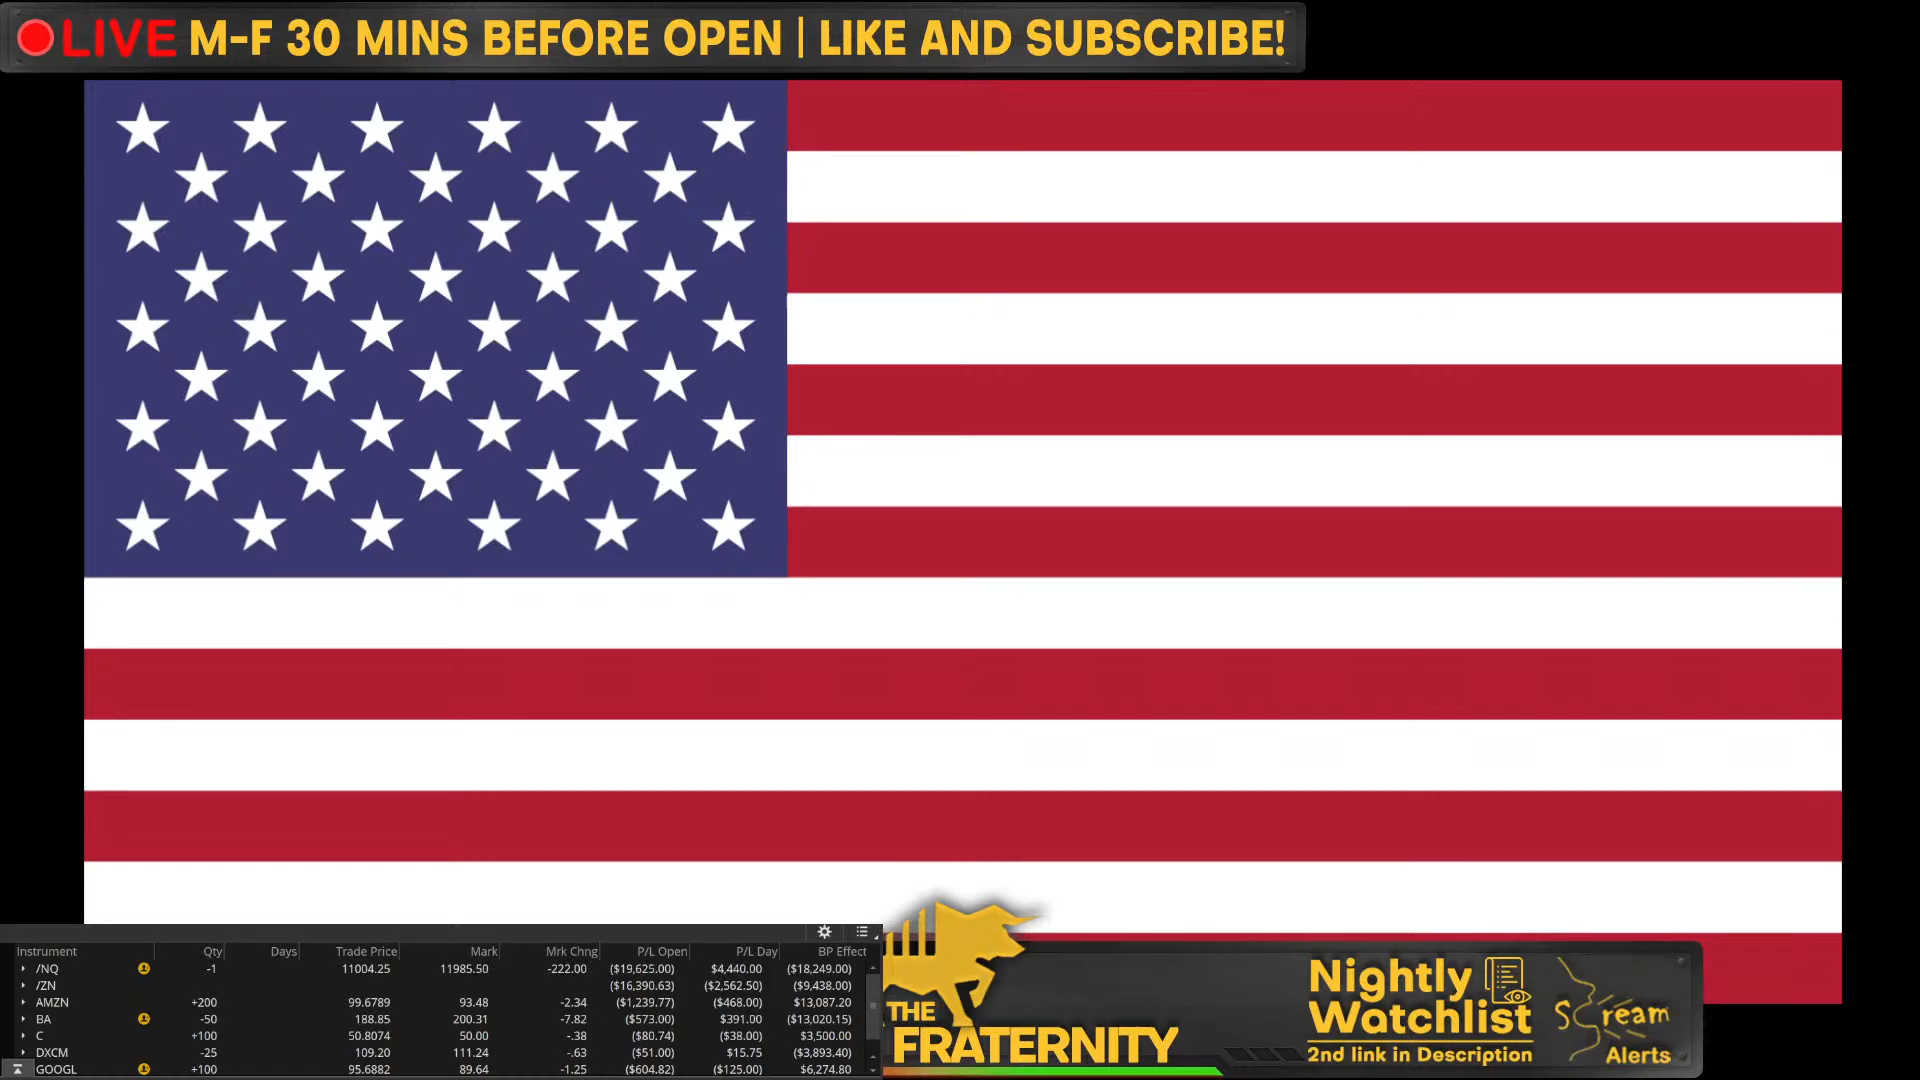 LIVE M-F 30 MINS BEFORE OPEN | LIKE AND SUBSCRIBE!
Instrument Qty Days Trade Price Mark Mrk Chng P/L Open P/L Day BP Effect
/NQ -1 11004.25 11985.50 -222.00 ($19,625.00) $4,440.00 ($18,249.00)
/ZN ($16,390.63) ($2,562.50) ($9,438.00)
AMZN +200 99.6789 93.48 -2.34 ($1,239.77) ($468.00) $13,087.20
BA -50 188.85 200.31 -7.82 ($573.00) $391.00 ($13,020.15)
C +100 50.8074 50.00 -.38 ($80.74) ($38.00) $3,500.00
DXCM -25 109.20 111.24 -.63 ($51.00) $15.75 ($3,893.40)
GOOGL +100 95.6882 89.64 -1.25 ($604.82) ($125.00) $6,274.80
THE
FRATERNITY
Nightly
Watchlist
2nd link in Description
Scream
Alerts